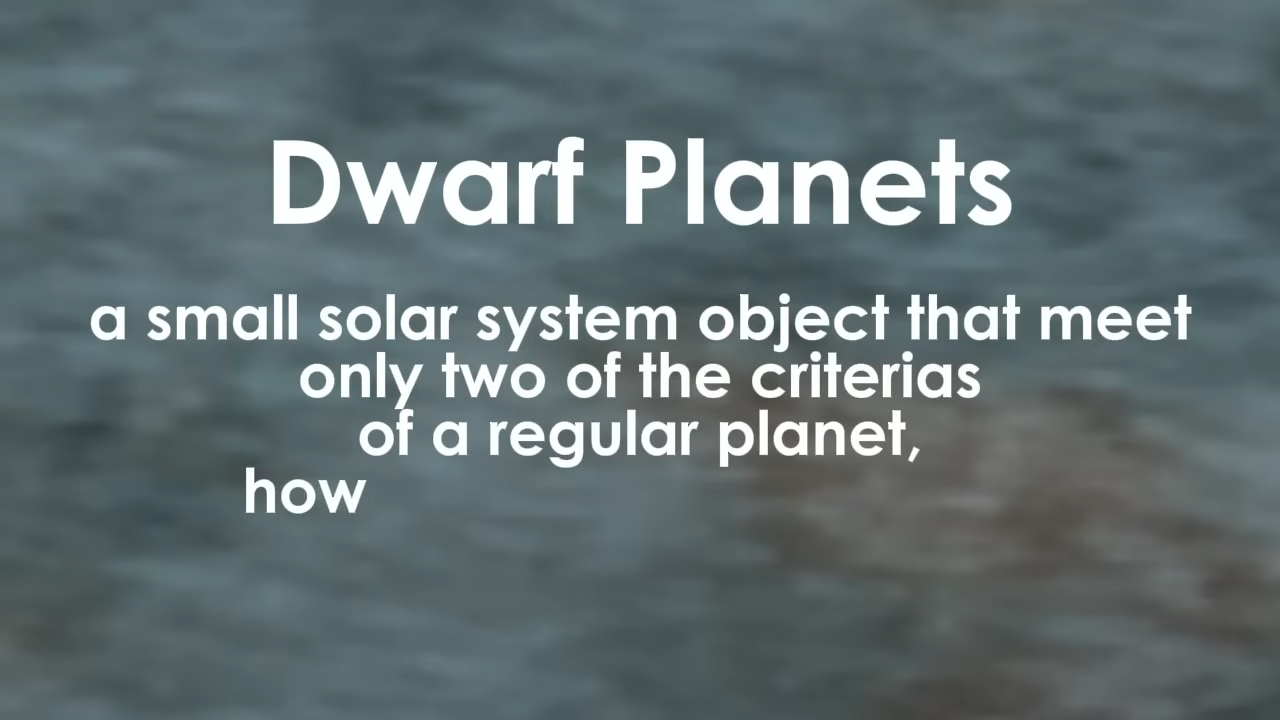 Dwarf Planets
a small solar system object that meet
only two of the criterias
of a regular planet,
how